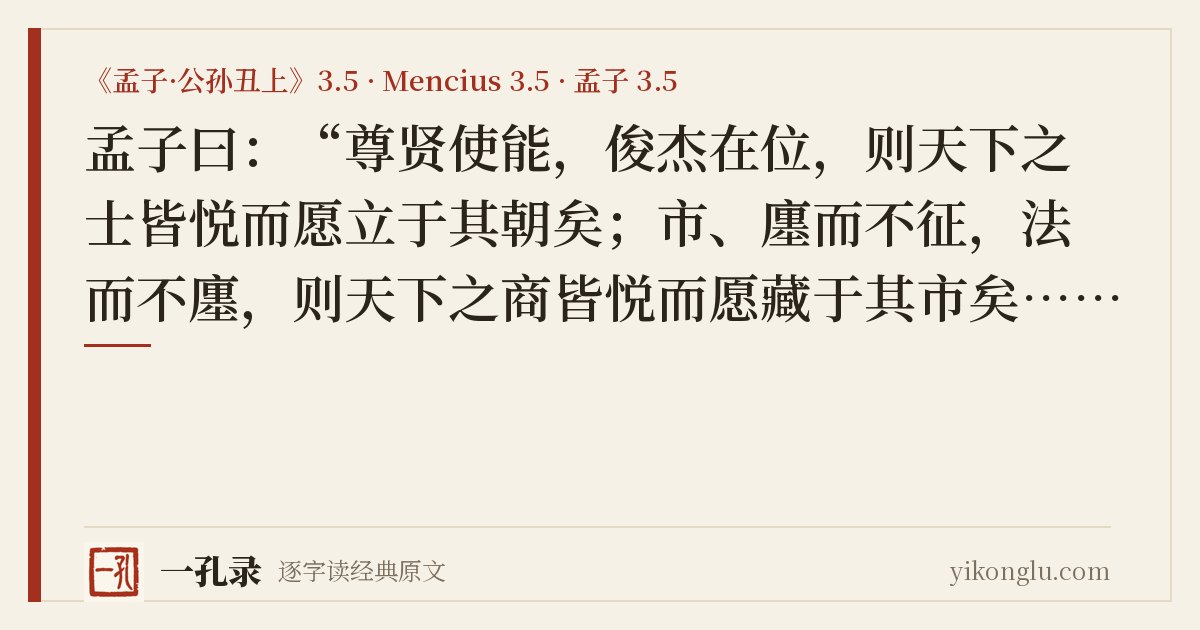 《孟子·公孙丑上》3.5 · Mencius 3.5 · 孟子 3.5
孟子曰：“尊贤使能，俊杰在位，则天下之
士皆悦而愿立于其朝矣；市、廛而不征，法
而不廛，则天下之商皆悦而愿藏于其市矣……
一孔
一孔录 逐字读经典原文 yikonglu.com